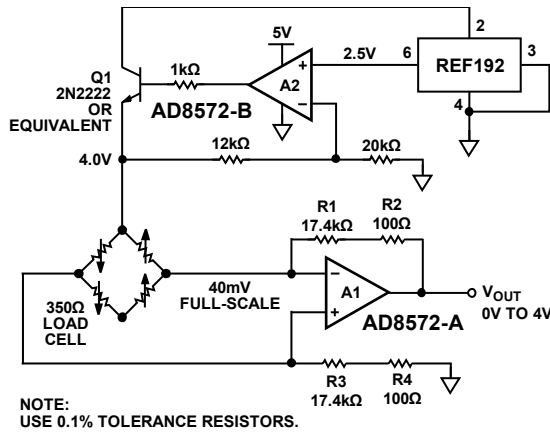 5V
2
1kΩ
2.5V
6
3
REF192
Q1
2N2222
OR
EQUIVALENT
A2
+
−
AD8572-B
4
12kΩ
20kΩ
4.0V
R1
17.4kΩ
R2
100Ω
40mV
FULL-SCALE
350Ω
LOAD
CELL
−
A1
+
VOUT
0V TO 4V
AD8572-A
R3
17.4kΩ
R4
100Ω
NOTE:
USE 0.1% TOLERANCE RESISTORS.